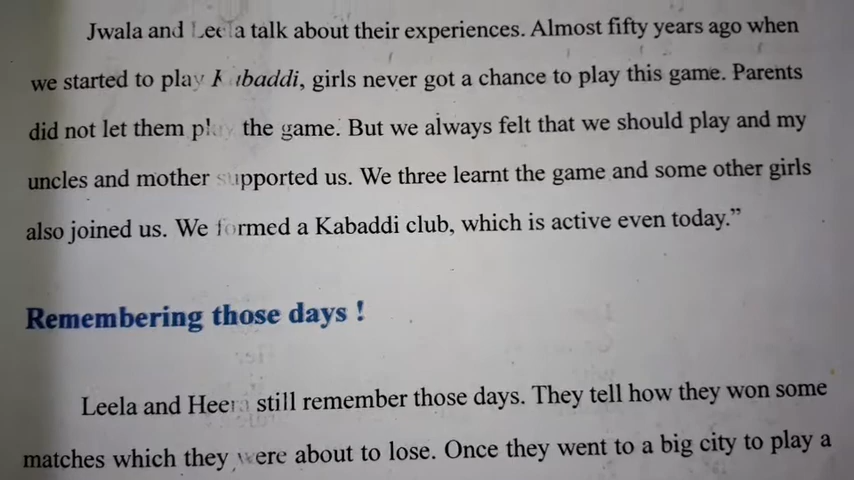 Jwala and Leela talk about their experiences. Almost fifty years ago when
we started to play Kabaddi, girls never got a chance to play this game. Parents
did not let them play the game. But we always felt that we should play and my
uncles and mother supported us. We three learnt the game and some other girls
also joined us. We formed a Kabaddi club, which is active even today.”
Remembering those days !
Leela and Heera still remember those days. They tell how they won some
matches which they were about to lose. Once they went to a big city to play a